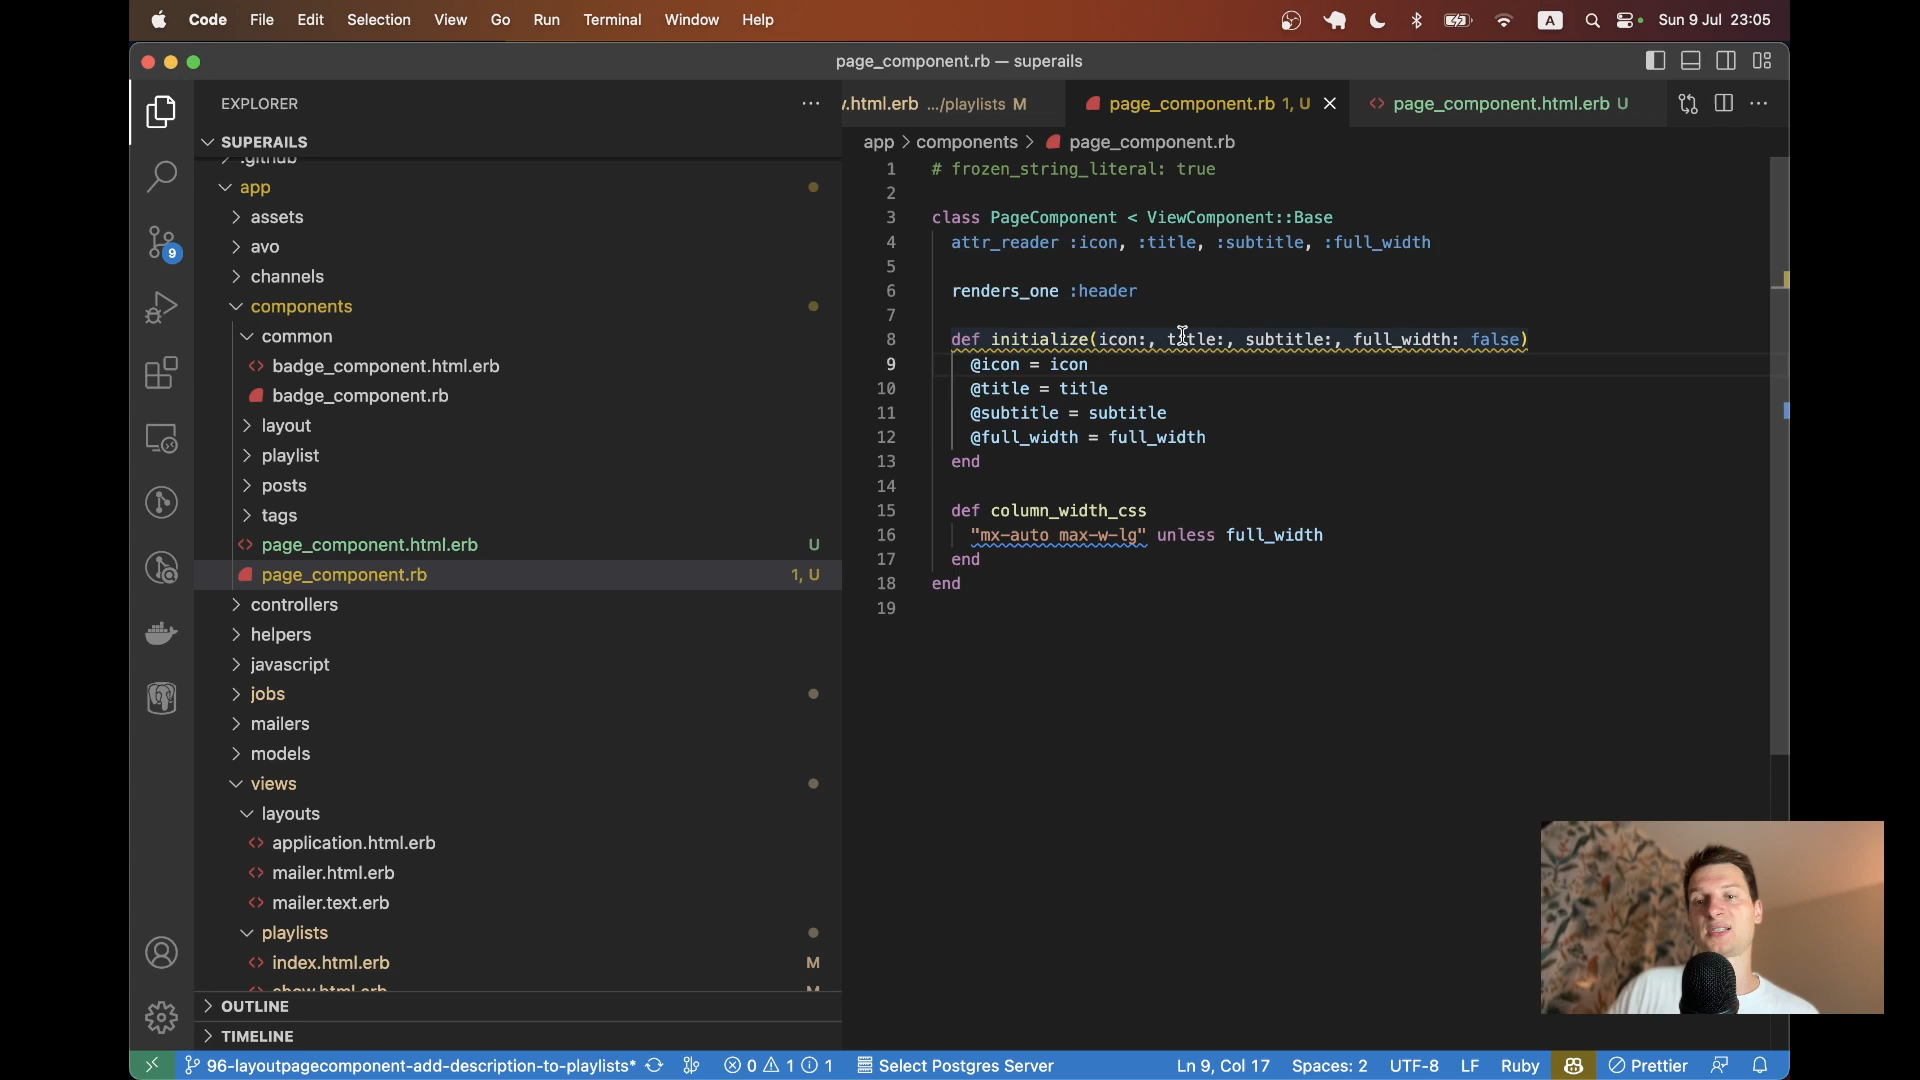 Code File Edit Selection View Go Run Terminal Window Help A Sun 9 Jul 23:05
page_component.rb — superails
EXPLORER
SUPERAILS
.github
app
assets
avo
channels
components
common
badge_component.html.erb
badge_component.rb
layout
playlist
posts
tags
page_component.html.erb U
page_component.rb 1, U
controllers
helpers
javascript
jobs
mailers
models
views
layouts
application.html.erb
mailer.html.erb
mailer.text.erb
playlists
index.html.erb M
show.html.erb M
OUTLINE
TIMELINE
9
.html.erb .../playlists M
page_component.rb 1, U
page_component.html.erb U
app > components > page_component.rb
1 # frozen_string_literal: true
2
3 class PageComponent < ViewComponent::Base
4 attr_reader :icon, :title, :subtitle, :full_width
5
6 renders_one :header
7
8 def initialize(icon:, title:, subtitle:, full_width: false)
9 @icon = icon
10 @title = title
11 @subtitle = subtitle
12 @full_width = full_width
13 end
14
15 def column_width_css
16 "mx-auto max-w-lg" unless full_width
17 end
18 end
19
96-layoutpagecomponent-add-description-to-playlists* 0 1 1 Select Postgres Server Ln 9, Col 17 Spaces: 2 UTF-8 LF Ruby Prettier